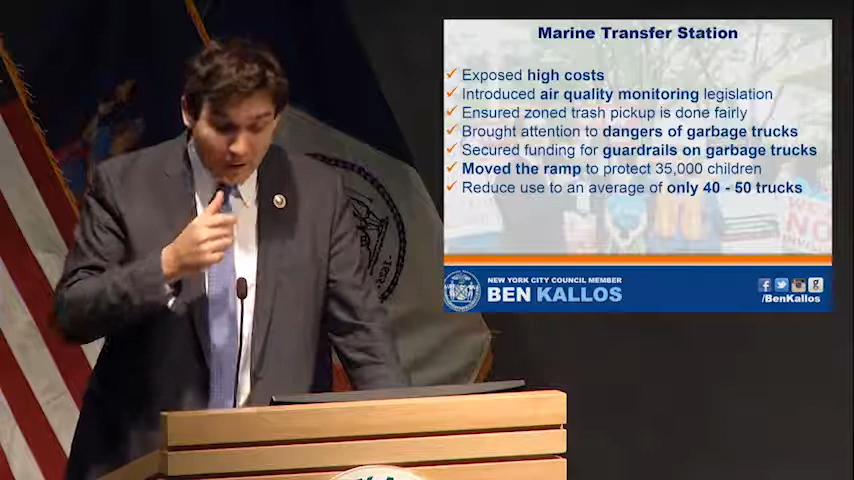 Marine Transfer Station
✓ Exposed high costs
✓ Introduced air quality monitoring legislation
✓ Ensured zoned trash pickup is done fairly
✓ Brought attention to dangers of garbage trucks
✓ Secured funding for guardrails on garbage trucks
✓ Moved the ramp to protect 35,000 children
✓ Reduce use to an average of only 40 - 50 trucks
NEW YORK CITY COUNCIL MEMBER
BEN KALLOS
/BenKallos